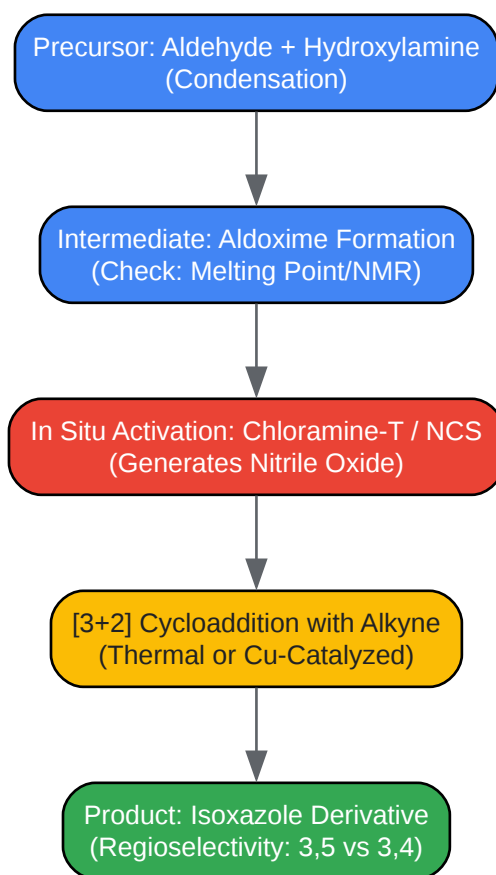 Precursor: Aldehyde + Hydroxylamine
(Condensation)
Intermediate: Aldoxime Formation
(Check: Melting Point/NMR)
In Situ Activation: Chloramine-T / NCS
(Generates Nitrile Oxide)
[3+2] Cycloaddition with Alkyne
(Thermal or Cu-Catalyzed)
Product: Isoxazole Derivative
(Regioselectivity: 3,5 vs 3,4)